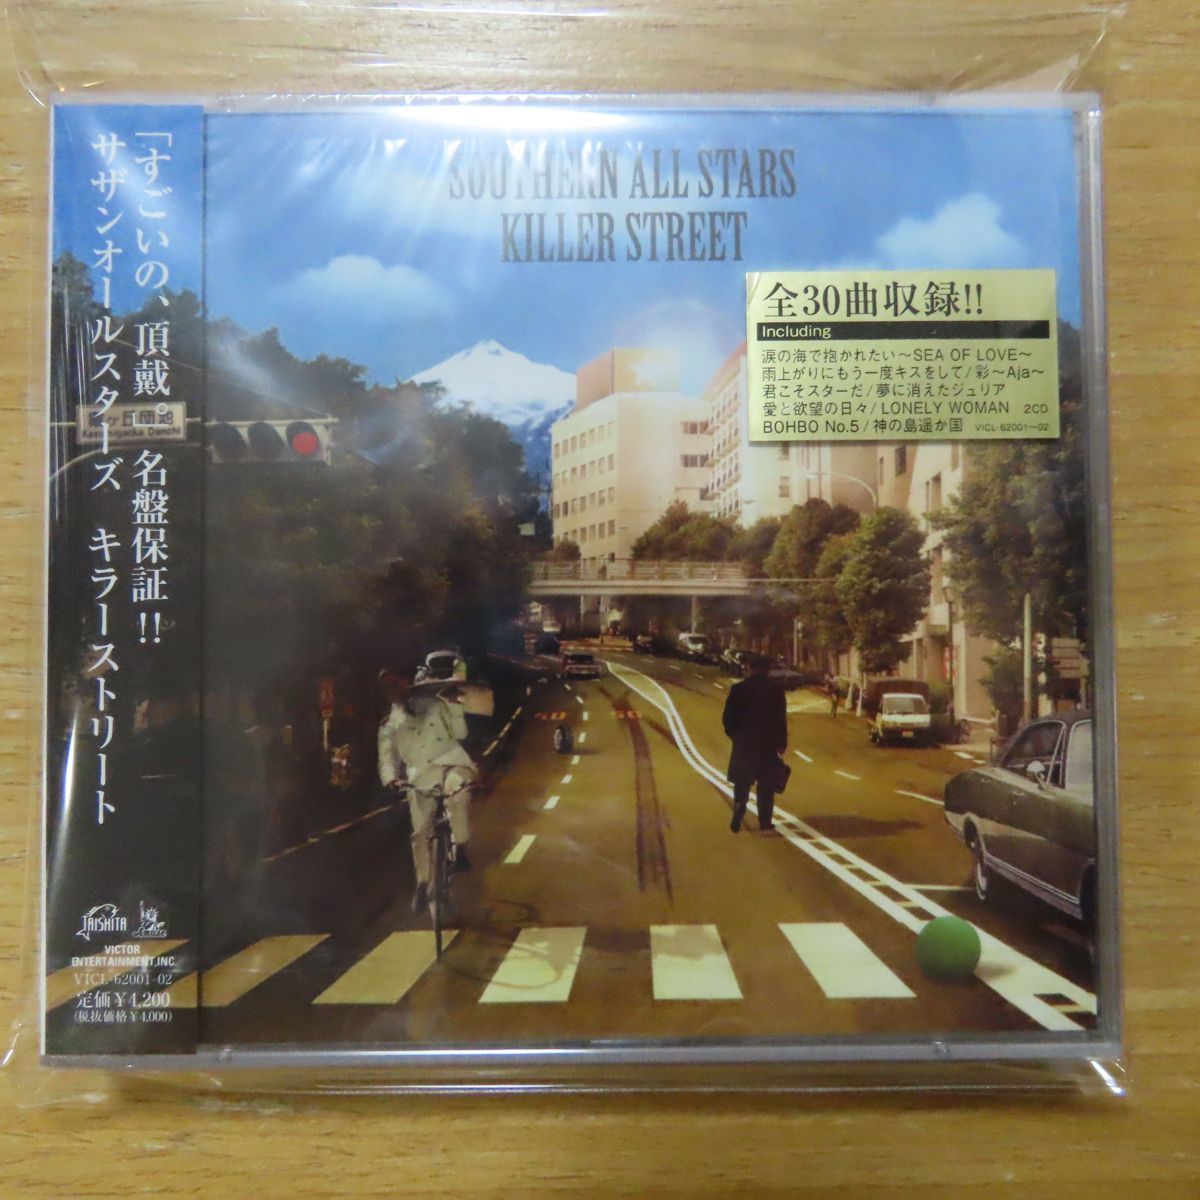 「すごいの、頂戴。名盤保証!!
サザンオールスターズ キラーストリート
SOUTHERN ALL STARS
KILLER STREET
全30曲収録!!
Including
涙の海で抱かれたい～SEA OF LOVE～
雨上がりにもう一度キスをして/彩～Aja～
君こそスターだ/夢に消えたジュリア
愛と欲望の日々/LONELY WOMAN 2CD
BOHBO No.5/神の島遥か国 VICL-62001～02
ヶ丘団地
Danchi
TAISHITA
VICTOR
ENTERTAINMENT,INC.
VICL-62001-02
定価￥4,200
(税抜価格￥4,000)